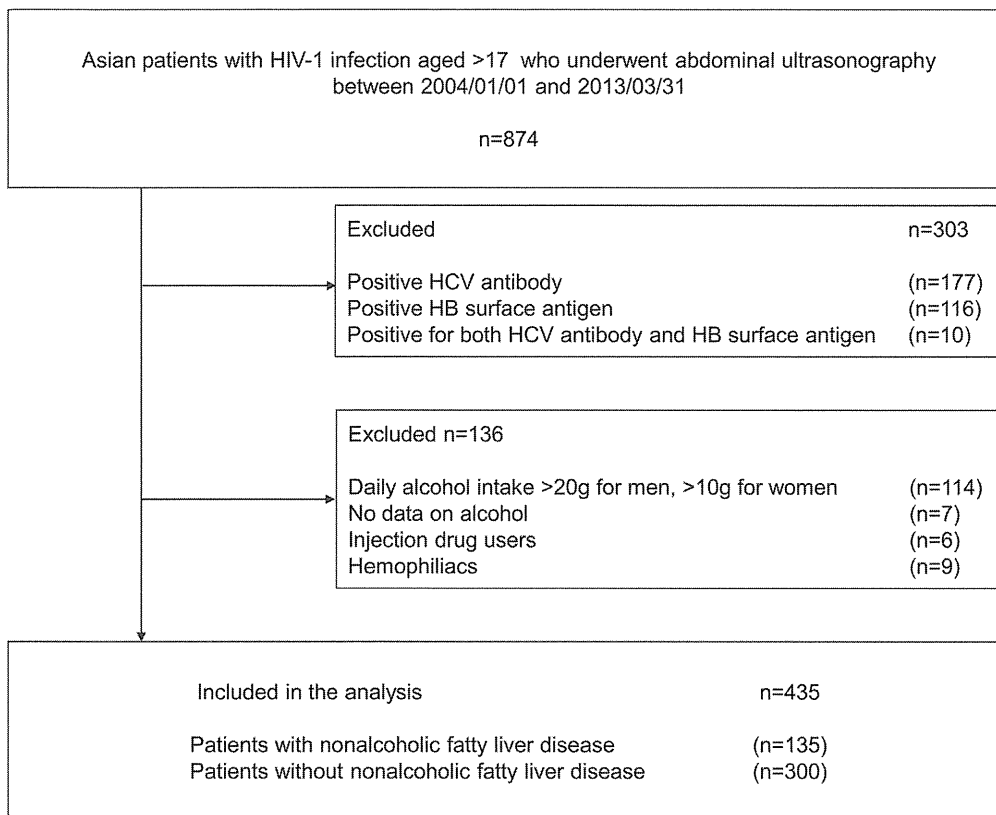 Asian patients with HIV-1 infection aged >17 who underwent abdominal ultrasonography
between 2004/01/01 and 2013/03/31
n=874
Excluded n=303
Positive HCV antibody (n=177)
Positive HB surface antigen (n=116)
Positive for both HCV antibody and HB surface antigen (n=10)
Excluded n=136
Daily alcohol intake >20g for men, >10g for women (n=114)
No data on alcohol (n=7)
Injection drug users (n=6)
Hemophiliacs (n=9)
Included in the analysis n=435
Patients with nonalcoholic fatty liver disease (n=135)
Patients without nonalcoholic fatty liver disease (n=300)